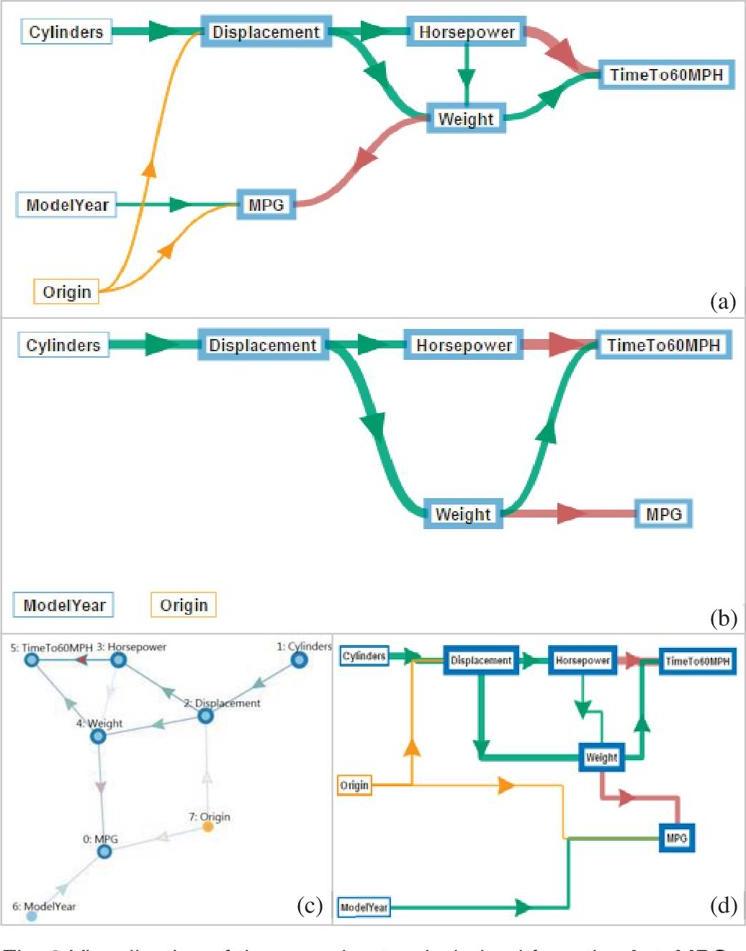 Cylinders
Displacement
Horsepower
TimeTo60MPH
Weight
ModelYear
MPG
Origin
(a)
Cylinders
Displacement
Horsepower
TimeTo60MPH
Weight
MPG
ModelYear
Origin
(b)
5: TimeTo60MPH
3: Horsepower
1: Cylinders
2: Displacement
4: Weight
7: Origin
0: MPG
6: ModelYear
(c)
Cylinders
Displacement
Horsepower
TimeTo60MPH
Weight
Origin
MPG
ModelYear
(d)